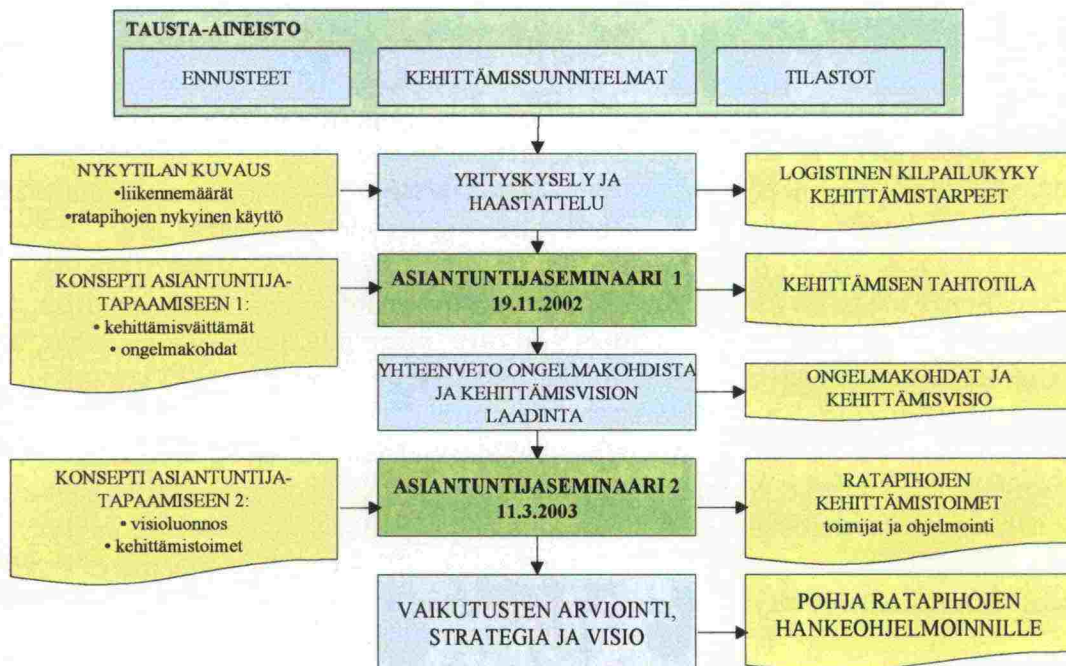 TAUSTA-AINEISTO
ENNUSTEET
KEHITTÄMISSUUNNITELMAT
TILASTOT
NYKYTILAN KUVAUS
•liikennemäärät
•ratapihojen nykyinen käyttö
YRITYSKYSELY JA
HAASTATTELU
LOGISTINEN KILPAILUKYKY
KEHITTÄMISTARPEET
KONSEPTI ASIANTUNTIJA-
TAPAAMISEEN 1:
• kehittämisväittämät
• ongelmakohdat
ASIANTUNTIJASEMINAARI 1
19.11.2002
KEHITTÄMISEN TAHTOTILA
YHTEENVETO ONGELMAKOHDISTA
JA KEHITTÄMISVISION
LAADINTA
ONGELMAKOHDAT JA
KEHITTÄMISVISIO
KONSEPTI ASIANTUNTIJA-
TAPAAMISEEN 2:
• visioluonnos
• kehittämistoimet
ASIANTUNTIJASEMINAARI 2
11.3.2003
RATAPIHOJEN
KEHITTÄMISTOIMET
toimijat ja ohjelmointi
VAIKUTUSTEN ARVIOINTI,
STRATEGIA JA VISIO
POHJA RATAPIHOJEN
HANKEOHJELMOINNILLE